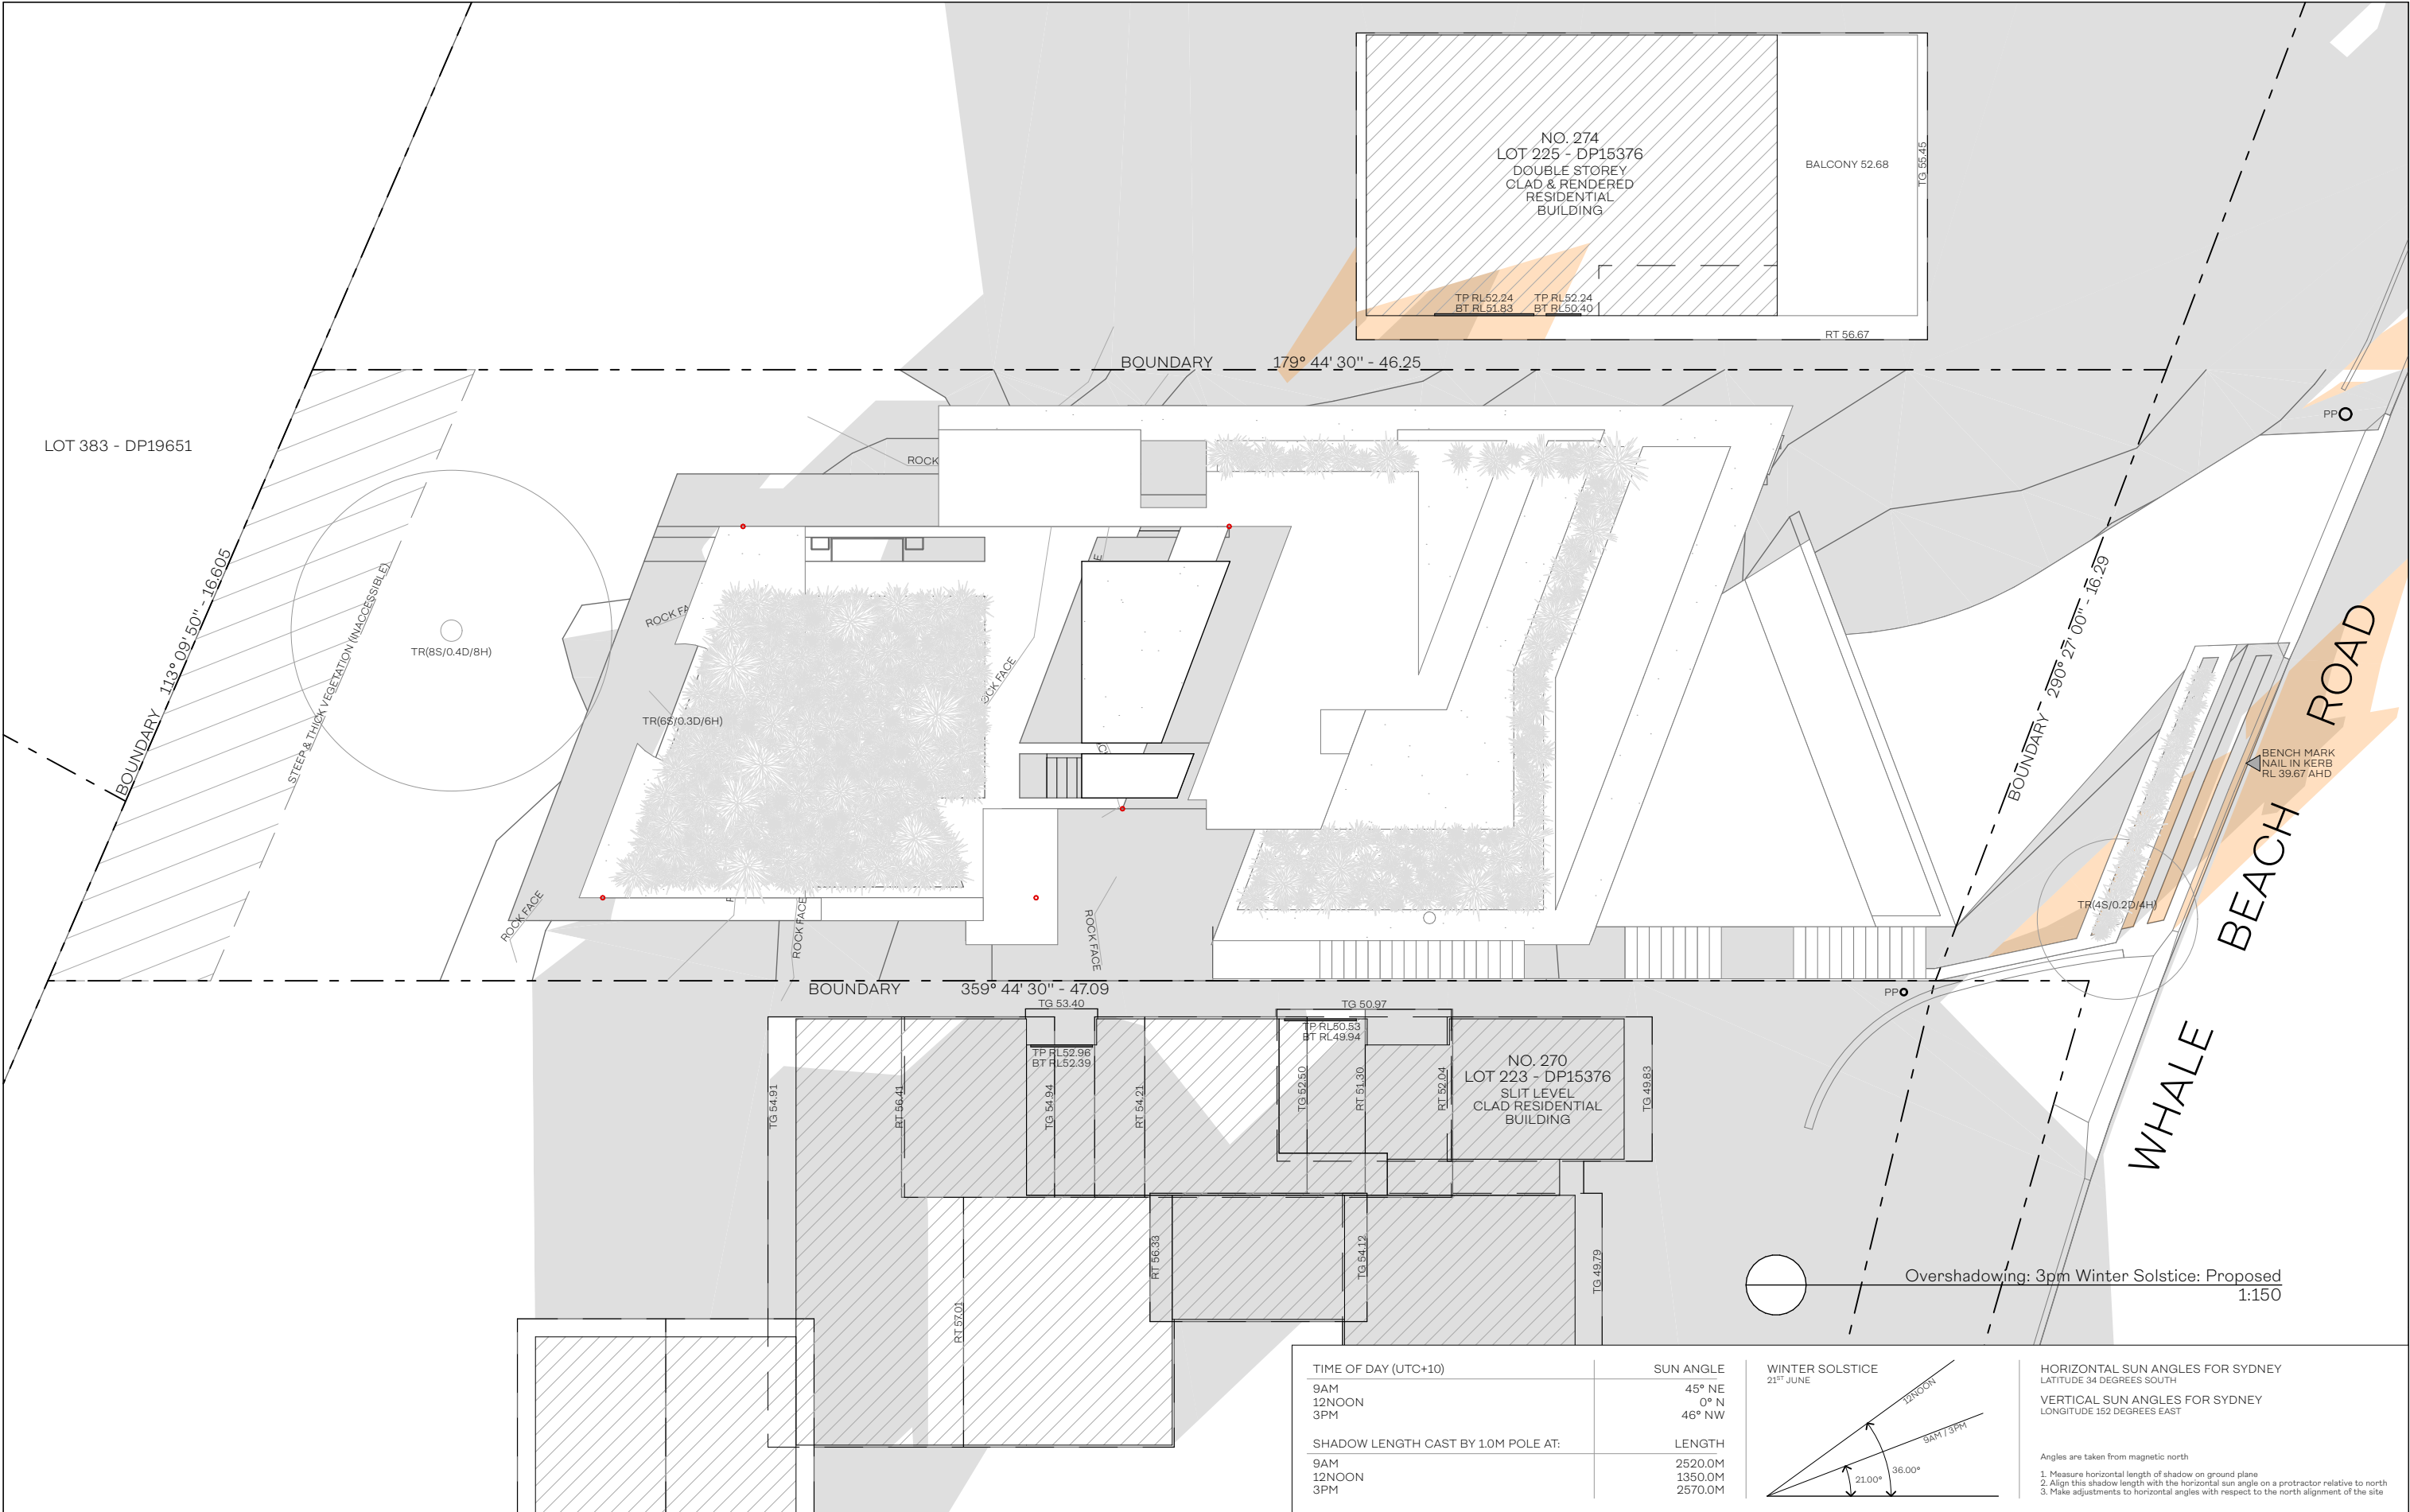 NO. 274
LOT 225 - DP15376
DOUBLE STOREY
CLAD & RENDERED
RESIDENTIAL
BUILDING
BALCONY 52.68
TG 55.45
TP RL52.24
BT RL51.83
TP RL52.24
BT RL50.40
RT 56.67
BOUNDARY 179° 44' 30'' - 46.25
LOT 383 - DP19651
PP
ROCK
BOUNDARY 113° 09' 50'' - 16.605
STEEP & THICK VEGETATION (INACCESSIBLE)
TR(8S/0.4D/8H)
ROCK FA
TR(6S/0.3D/6H)
OCK FACE
E
BOUNDARY 290° 27' 00'' - 16.29
BENCH MARK
NAIL IN KERB
RL 39.67 AHD
WHALE BEACH ROAD
TR(4S/0.2D/4H)
ROCK FACE
ROCK FACE
ROCK FACE
BOUNDARY 359° 44' 30'' - 47.09
PP
TG 53.40
TG 50.97
TP RL52.96
BT RL52.39
TP RL50.53
BT RL49.94
TG 54.91
RT 56.41
TG 54.94
RT 54.21
TG 52.50
RT 51.30
RT 52.04
NO. 270
LOT 223 - DP15376
SLIT LEVEL
CLAD RESIDENTIAL
BUILDING
TG 49.83
RT 56.33
TG 54.12
TG 49.79
RT 57.01
Overshadowing: 3pm Winter Solstice: Proposed
1:150
TIME OF DAY (UTC+10) SUN ANGLE
9AM 45° NE
12NOON 0° N
3PM 46° NW
SHADOW LENGTH CAST BY 1.0M POLE AT: LENGTH
9AM 2520.0M
12NOON 1350.0M
3PM 2570.0M
WINTER SOLSTICE
21ST JUNE
12NOON
9AM / 3PM
36.00°
21.00°
HORIZONTAL SUN ANGLES FOR SYDNEY
LATITUDE 34 DEGREES SOUTH
VERTICAL SUN ANGLES FOR SYDNEY
LONGITUDE 152 DEGREES EAST
Angles are taken from magnetic north
1. Measure horizontal length of shadow on ground plane
2. Align this shadow length with the horizontal sun angle on a protractor relative to north
3. Make adjustments to horizontal angles with respect to the north alignment of the site